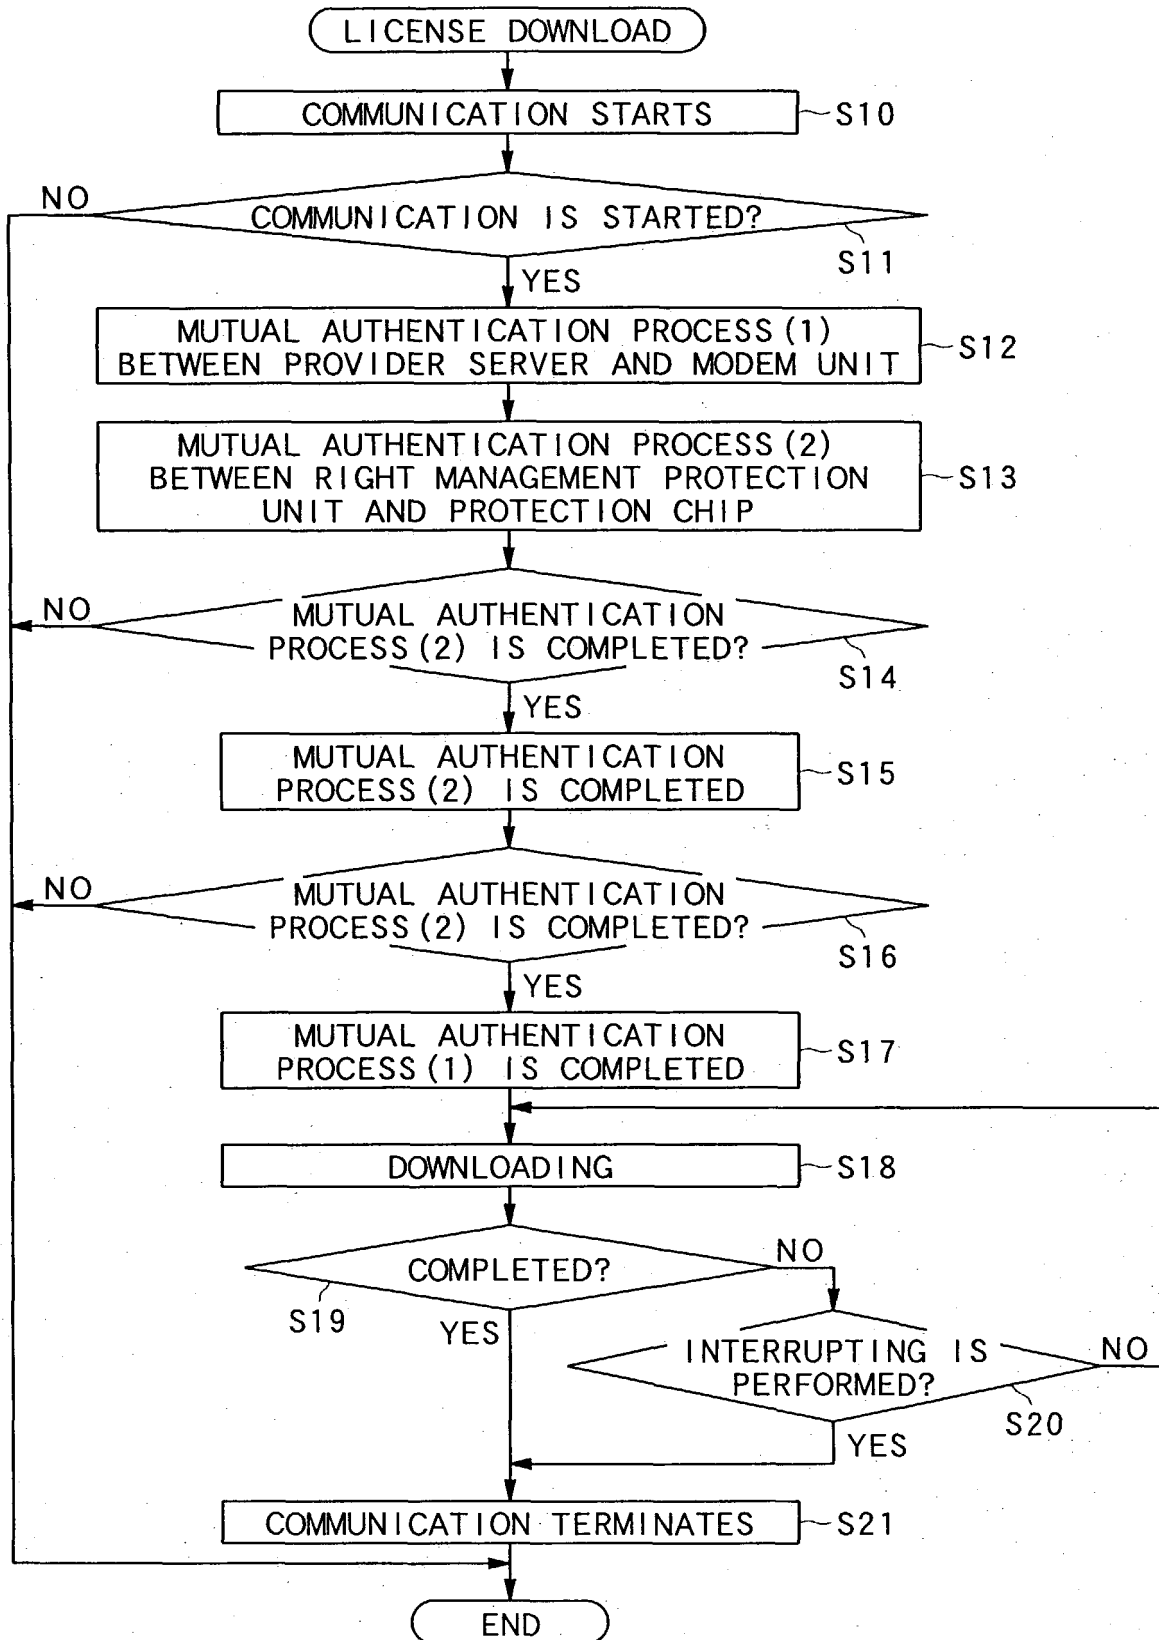 LICENSE DOWNLOAD
COMMUNICATION STARTS
S10
NO
COMMUNICATION IS STARTED?
S11
YES
MUTUAL AUTHENTICATION PROCESS(1)
BETWEEN PROVIDER SERVER AND MODEM UNIT
S12
MUTUAL AUTHENTICATION PROCESS(2)
BETWEEN RIGHT MANAGEMENT PROTECTION
UNIT AND PROTECTION CHIP
S13
NO
MUTUAL AUTHENTICATION
PROCESS(2) IS COMPLETED?
S14
YES
MUTUAL AUTHENTICATION
PROCESS(2) IS COMPLETED
S15
NO
MUTUAL AUTHENTICATION
PROCESS(2) IS COMPLETED?
S16
YES
MUTUAL AUTHENTICATION
PROCESS(1) IS COMPLETED
S17
DOWNLOADING
S18
COMPLETED?
NO
S19
YES
INTERRUPTING IS
PERFORMED?
NO
S20
YES
COMMUNICATION TERMINATES
S21
END